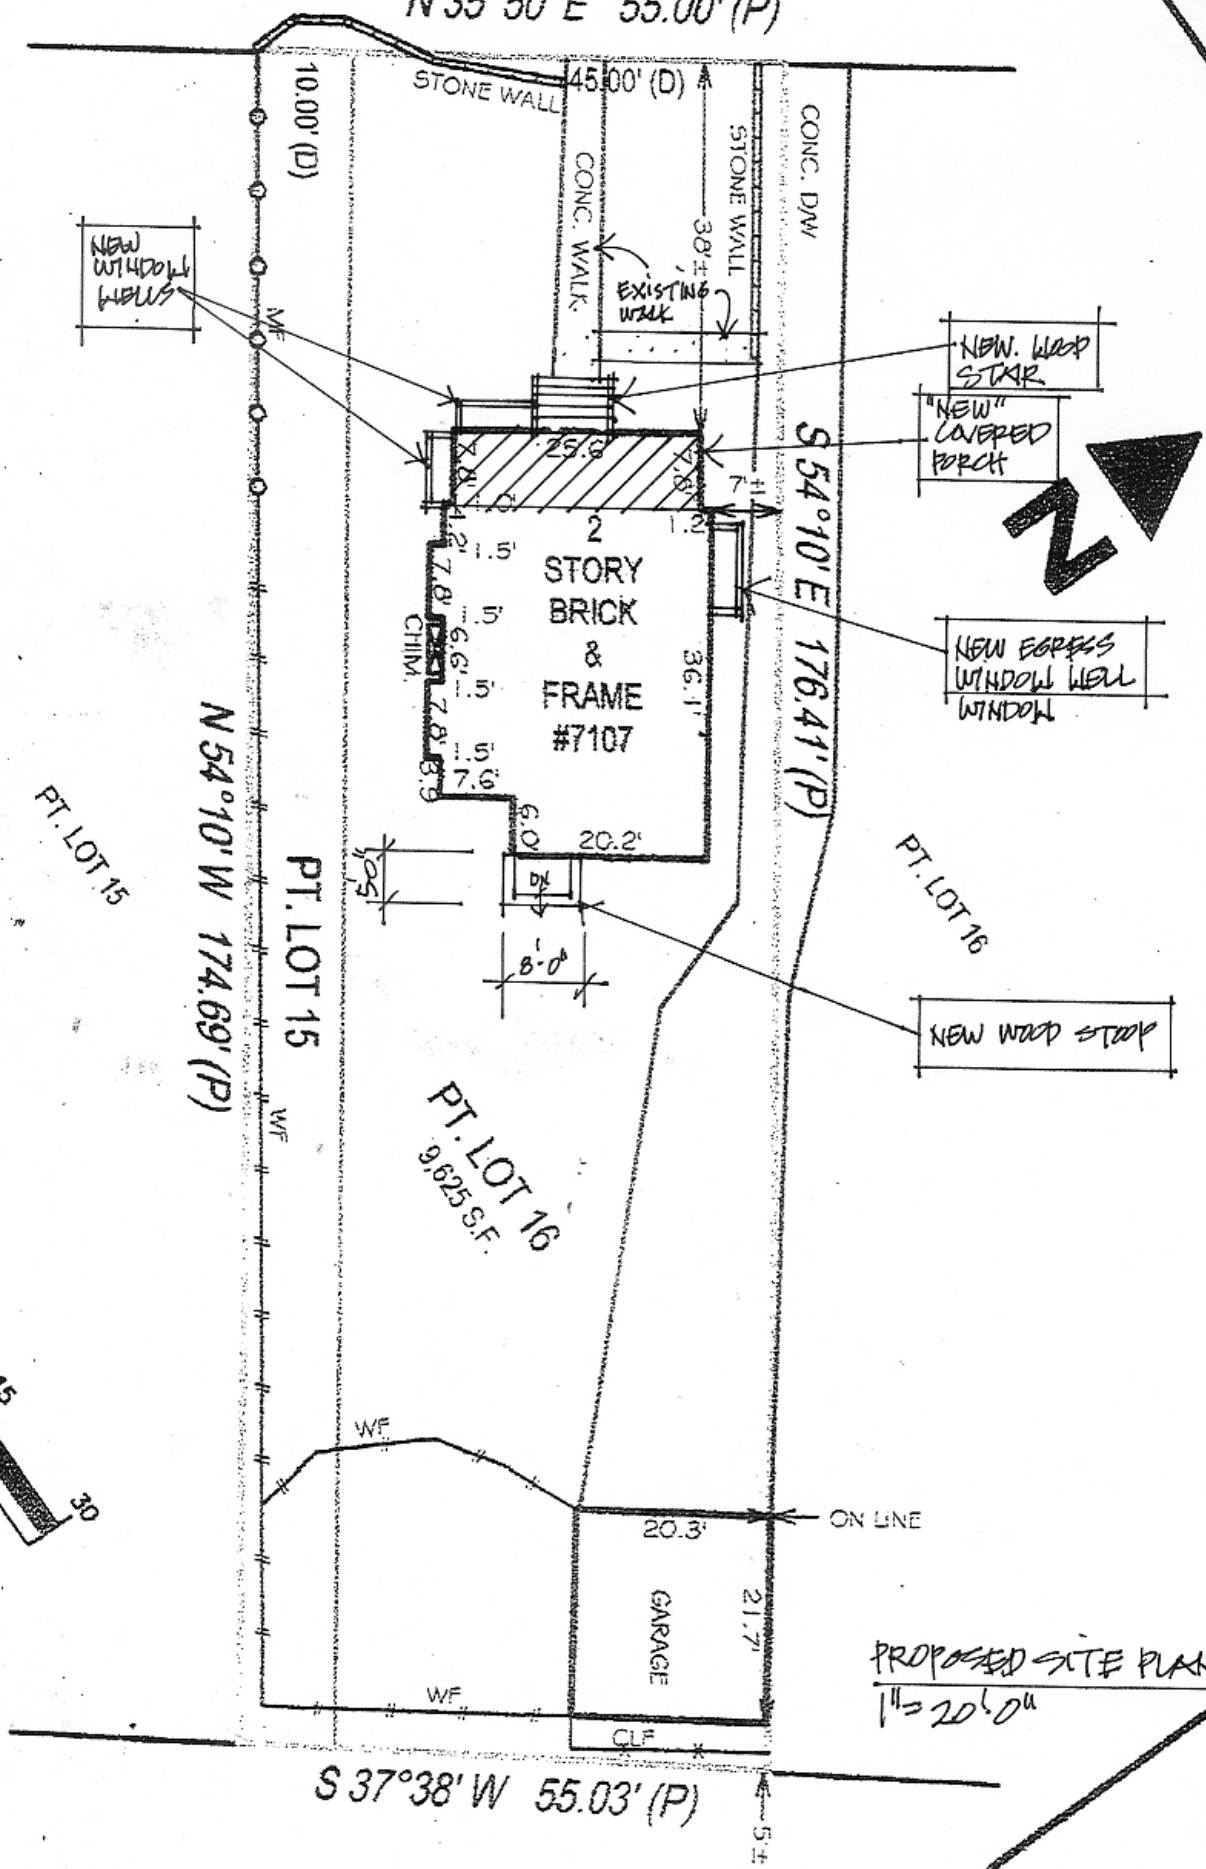 N 35°50' E 55.00' (P)
STONE WALL
45.00' (D)
10.00' (D)
CONC. WALK.
38'±
STONE WALL
CONC. D/W
NEW
WINDOW
WELLS
MF
EXISTING
WALK
NEW. WOOD
STAIR
"NEW"
COVERED
PORCH
25.6
7.8'
7.8'
7'±
1.2
1.2'
1.5'
7.8'
1.5'
CHIM.
6.6'
1.5'
7.8'
1.5'
3.9
7.6'
2
STORY
BRICK
&
FRAME
#7107
36.1'
6.0'
20.2'
S 54°10' E 176.41' (P)
N
NEW EGRESS
WINDOW WELL
WINDOW
N 54°10' W 174.69' (P)
PT. LOT 15
PT. LOT 15
PT. LOT 16
DN
8'-0"
NEW WOOD STOOP
WF
PT. LOT 16
9,625 S.F.
15
30
WF
20.3'
ON LINE
GARAGE
21.7'
WF
CLF
PROPOSED SITE PLAN
1"=20'0"
S 37°38' W 55.03' (P)
5'±